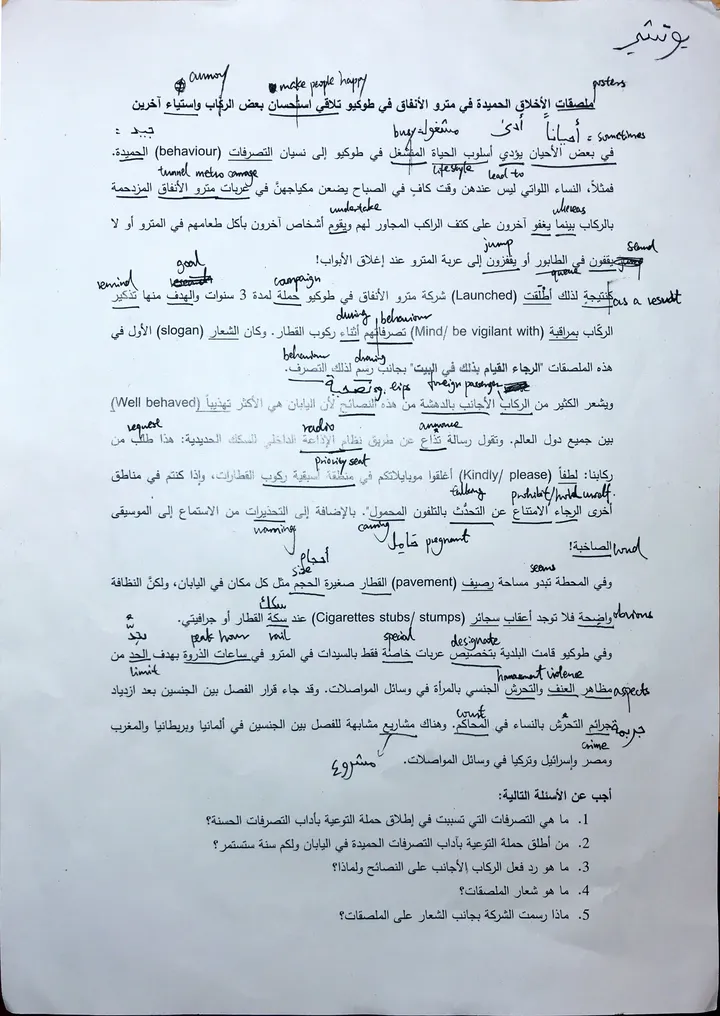 يوتشي
annoy make people happy posters
ملصقات الأخلاق الحميدة في مترو الأنفاق في طوكيو تلاقي استحسان بعض الركاب واستياء آخرين
جيد = busy مشغول أدى أحياناً = sometimes
في بعض الأحيان يؤدي أسلوب الحياة المنشغل في طوكيو إلى نسيان التصرفات (behaviour) الحميدة.
tunnel metro carriage lifestyle lead to
فمثلاً، النساء اللواتي ليس عندهن وقت كافٍ في الصباح يضعن مكياجهنّ في عربات مترو الأنفاق المزدحمة
undertake whereas
بالركاب بينما يغفو آخرون على كتف الراكب المجاور لهم ويقوم أشخاص آخرون بأكل طعامهم في المترو أو لا
jump stand
يقفون في الطابور أو يقفزون إلى عربة المترو عند إغلاق الأبواب!
remind goal campaign queue
كنتيجة لذلك أطلقت (Launched) شركة مترو الأنفاق في طوكيو حملة لمدة 3 سنوات والهدف منها تذكير as a result
during behaviour
الركّاب بمراقبة (Mind/ be vigilant with) تصرفاتهم أثناء ركوب القطار. وكان الشعار (slogan) الأول في
behaviour drawing
هذه الملصقات "الرجاء القيام بذلك في البيت" بجانب رسم لذلك التصرف.
نصيحة foreign passenger
ويشعر الكثير من الركاب الأجانب بالدهشة من هذه النصائح لأن اليابان هي الأكثر تهذيباً (Well behaved)
request radio announce
بين جميع دول العالم. وتقول رسالة تذاع عن طريق نظام الإذاعة الداخلي للسكك الحديدية: هذا طلب من
priority seat
ركابنا: لطفاً (Kindly/ please) أغلقوا موبايلاتكم في منطقة أسبقية ركوب القطارات، وإذا كنتم في مناطق
talking prohibit/
أخرى الرجاء الامتناع عن التحدّث بالتلفون المحمول". بالإضافة إلى التحذيرات من الاستماع إلى الموسيقى
warning حامل pregnant
الصاخبة! loud
أحجام size seems
وفي المحطة تبدو مساحة رصيف (pavement) القطار صغيرة الحجم مثل كل مكان في اليابان، ولكنّ النظافة
سكك
واضحة فلا توجد أعقاب سجائر (Cigarettes stubs/ stumps) عند سكة القطار أو جرافيتي. obvious
peak hour rail special designate
وفي طوكيو قامت البلدية بتخصيص عربات خاصة فقط بالسيدات في المترو في ساعات الذروة بهدف الحد من
limit harassment violence
مظاهر العنف والتحرش الجنسي بالمرأة في وسائل المواصلات. وقد جاء قرار الفصل بين الجنسين بعد ازدياد aspects
court
جرائم التحرش بالنساء في المحاكم. وهناك مشاريع مشابهة للفصل بين الجنسين في ألمانيا وبريطانيا والمغرب جريمة
مشروع crime
ومصر وإسرائيل وتركيا في وسائل المواصلات.
أجب عن الأسئلة التالية:
1. ما هي التصرفات التي تسببت في إطلاق حملة التوعية بأداب التصرفات الحسنة؟
2. من أطلق حملة التوعية بآداب التصرفات الحميدة في اليابان ولكم سنة ستستمر؟
3. ما هو رد فعل الركاب الأجانب على النصائح ولماذا؟
4. ما هو شعار الملصقات؟
5. ماذا رسمت الشركة بجانب الشعار على الملصقات؟